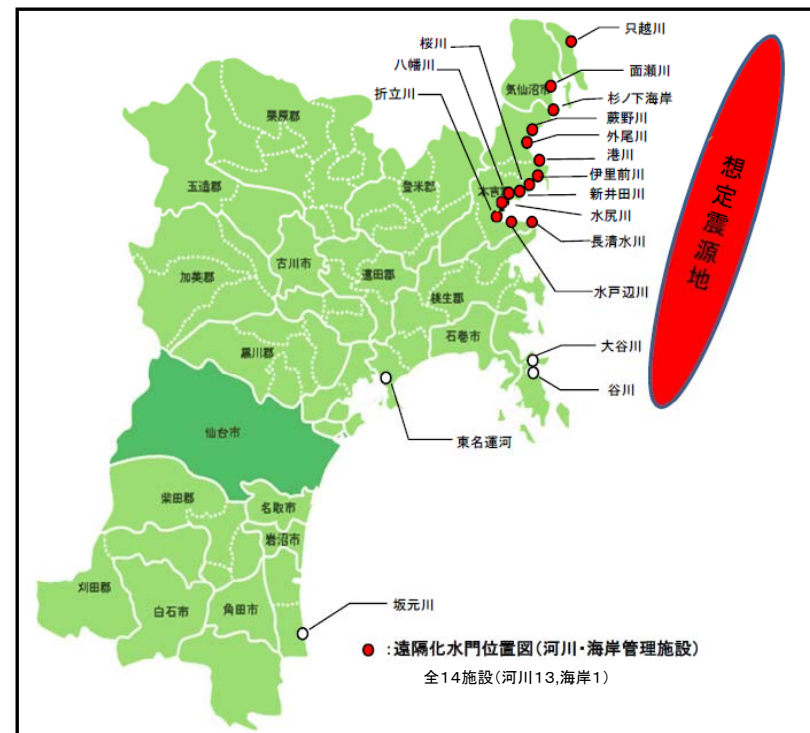 只越川
桜川
八幡川
面瀬川
気仙沼市
折立川
杉ノ下海岸
蕨野川
栗原郡
外尾川
港川
伊里前川
玉造郡
登米郡
本吉
新井田川
水尻川
長清水川
想定震源地
加美郡
古川市
遠田郡
桃生郡
水戸辺川
石巻市
黒川郡
大谷川
谷川
仙台市
東名運河
柴田郡
名取市
岩沼市
刈田郡
白石市
角田市
坂元川
:遠隔化水門位置図(河川・海岸管理施設)
全14施設(河川13,海岸1)